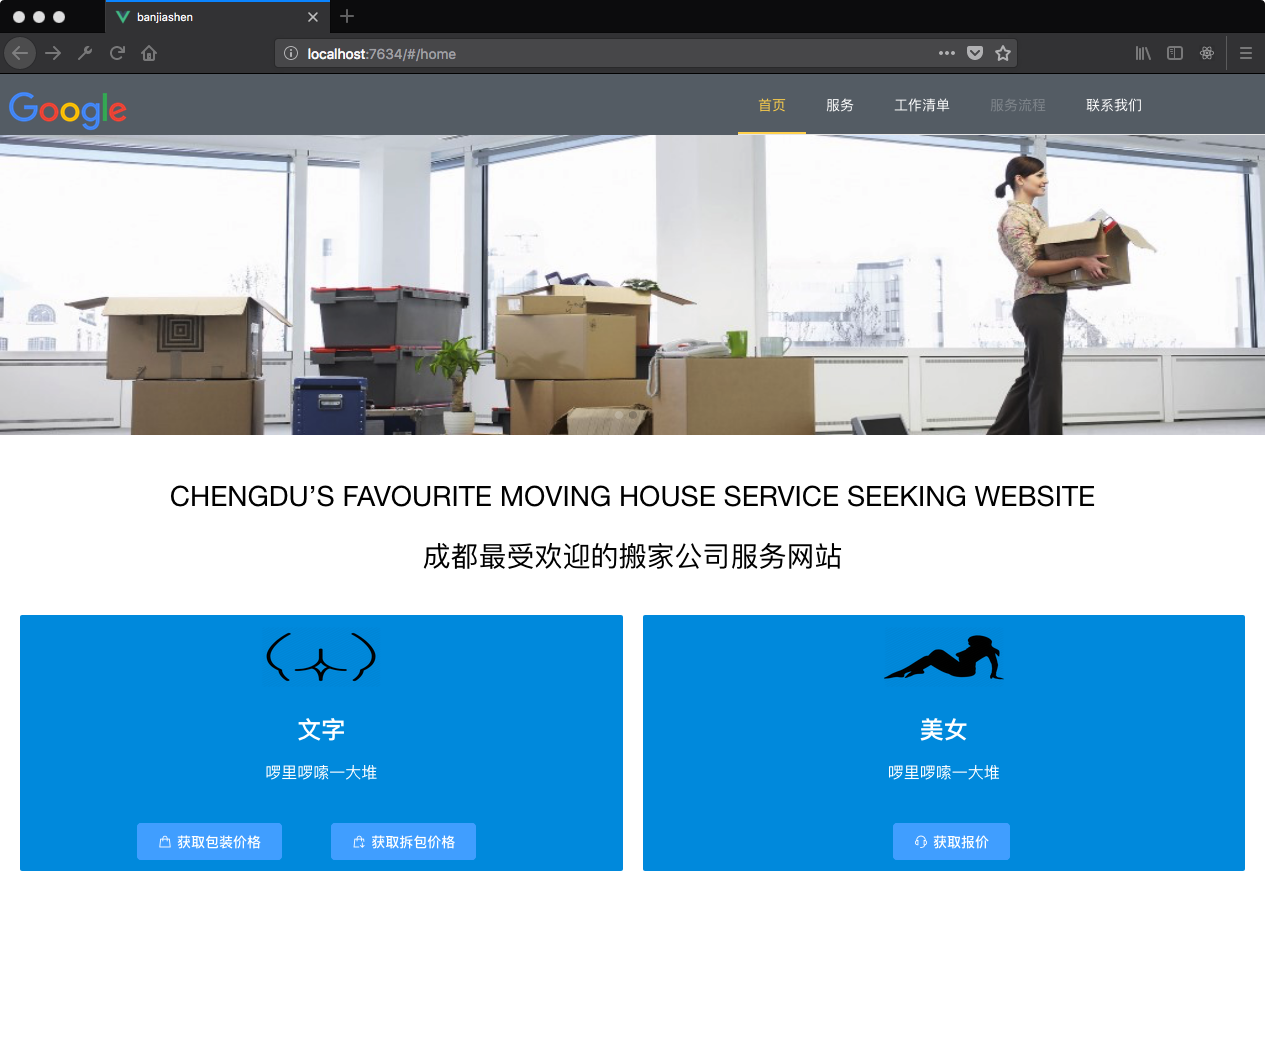 banjiashen
localhost:7634/#/home
Google
首页 服务 工作清单 服务流程 联系我们
CHENGDU’S FAVOURITE MOVING HOUSE SERVICE SEEKING WEBSITE
成都最受欢迎的搬家公司服务网站
文字
啰里啰嗦一大堆
获取包装价格 获取拆包价格
美女
啰里啰嗦一大堆
获取报价